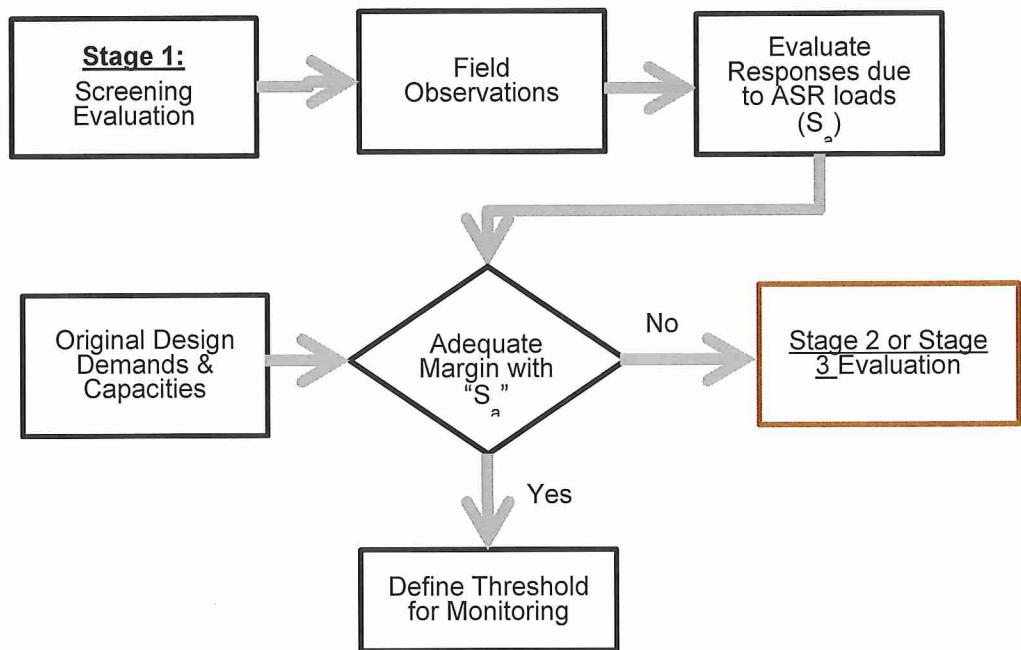 Stage 1:
Screening
Evaluation
Field
Observations
Evaluate
Responses due
to ASR loads
(Sₐ)
Original Design
Demands &
Capacities
Adequate
Margin with
“Sₐ”
No
Stage 2 or Stage
3 Evaluation
Yes
Define Threshold
for Monitoring